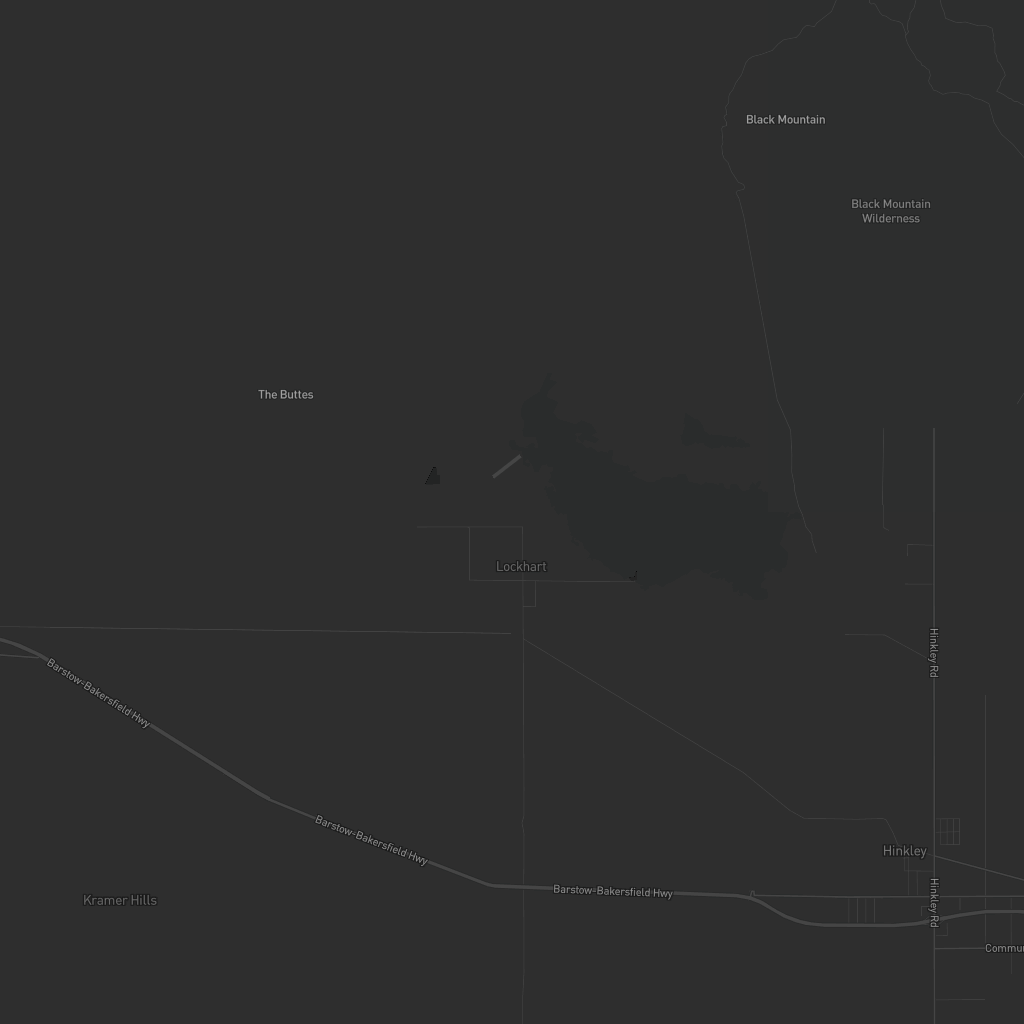 Black Mountain
Black Mountain
Wilderness
The Buttes
Lockhart
Hinkley Rd
Barstow-Bakersfield Hwy
Barstow-Bakersfield Hwy
Hinkley
Barstow-Bakersfield Hwy
Hinkley Rd
Kramer Hills
Commun